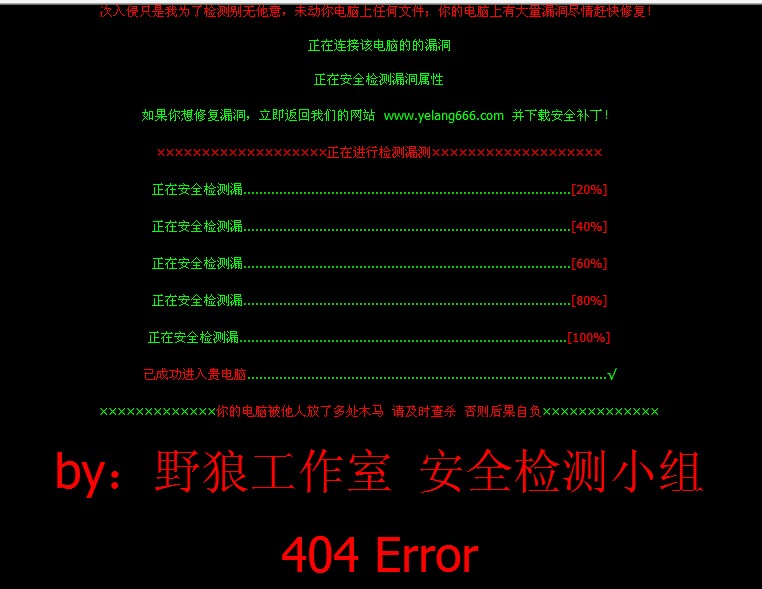 次入侵只是我为了检测别无他意，未动你电脑上任何文件；你的电脑上有大量漏洞尽情赶快修复！
正在连接该电脑的的漏洞
正在安全检测漏洞属性
如果你想修复漏洞，立即返回我们的网站 www.yelang666.com 并下载安全补丁！
×××××××××××××××××××正在进行检测漏测×××××××××××××××××××
正在安全检测漏..................................................................................[20%]
正在安全检测漏..................................................................................[40%]
正在安全检测漏..................................................................................[60%]
正在安全检测漏..................................................................................[80%]
正在安全检测漏..................................................................................[100%]
已成功进入贵电脑..........................................................................................√
×××××××××××××你的电脑被他人放了多处木马 请及时查杀 否则后果自负×××××××××××××
by：野狼工作室 安全检测小组
404 Error